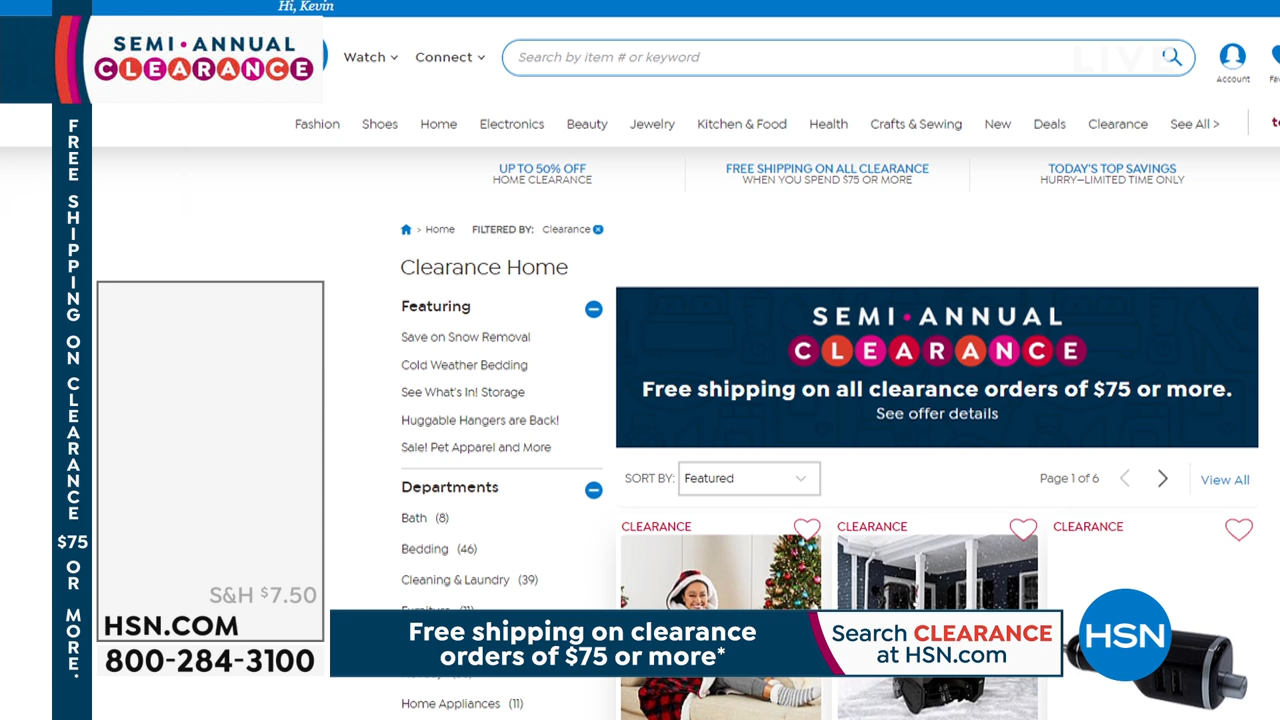 Hi, Kevin
SEMI•ANNUAL
CLEARANCE
Watch
Connect
Search by item # or keyword
LIVE
Account
Fashion
Shoes
Home
Electronics
Beauty
Jewelry
Kitchen & Food
Health
Crafts & Sewing
New
Deals
Clearance
See All >
UP TO 50% OFF
HOME CLEARANCE
FREE SHIPPING ON ALL CLEARANCE
WHEN YOU SPEND $75 OR MORE
TODAY'S TOP SAVINGS
HURRY—LIMITED TIME ONLY
FREE SHIPPING ON CLEARANCE $75 OR MORE.
> Home
FILTERED BY:
Clearance
Clearance Home
Featuring
Save on Snow Removal
Cold Weather Bedding
See What's In! Storage
Huggable Hangers are Back!
Sale! Pet Apparel and More
Departments
Bath (8)
Bedding (46)
Cleaning & Laundry (39)
Home Appliances (11)
SEMI•ANNUAL
CLEARANCE
Free shipping on all clearance orders of $75 or more.
See offer details
SORT BY:
Featured
Page 1 of 6
View All
CLEARANCE
CLEARANCE
CLEARANCE
S&H $7.50
HSN.COM
800-284-3100
Free shipping on clearance
orders of $75 or more*
Search CLEARANCE
at HSN.com
HSN